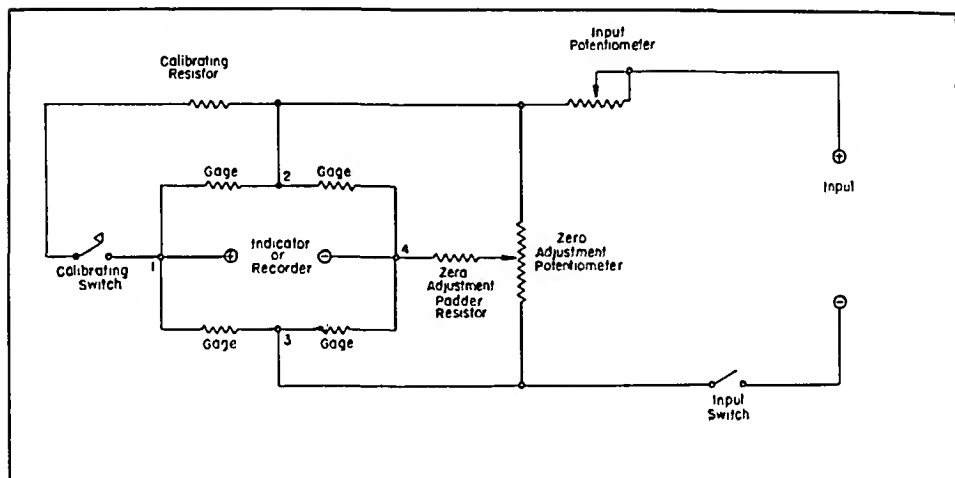 Input
Potentiometer
Calibrating
Resistor
Gage
2
Gage
+
Input
Indicator
or
Recorder
+
-
4
Zero
Adjustment
Potentiometer
Calibrating
Switch
1
Zera
Adjustment
Padder
Resistor
Gage
3
Gage
-
Input
Switch